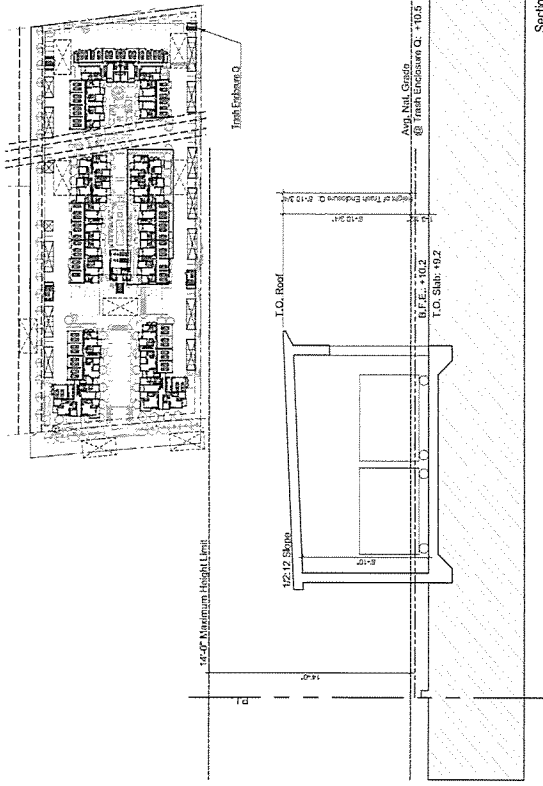 Trash Enclosure Q
14'-0" Maximum Height Limit
T.O. Roof
1/2:12 Slope
14'-0"
PL
Height of Trash Enclosure Q: 8'-10 3/4"
Avg. Nat. Grade
@ Trash Enclosure Q: +10.5
B.F.E.: +10.2
T.O. Slab: +9.2
Sectio